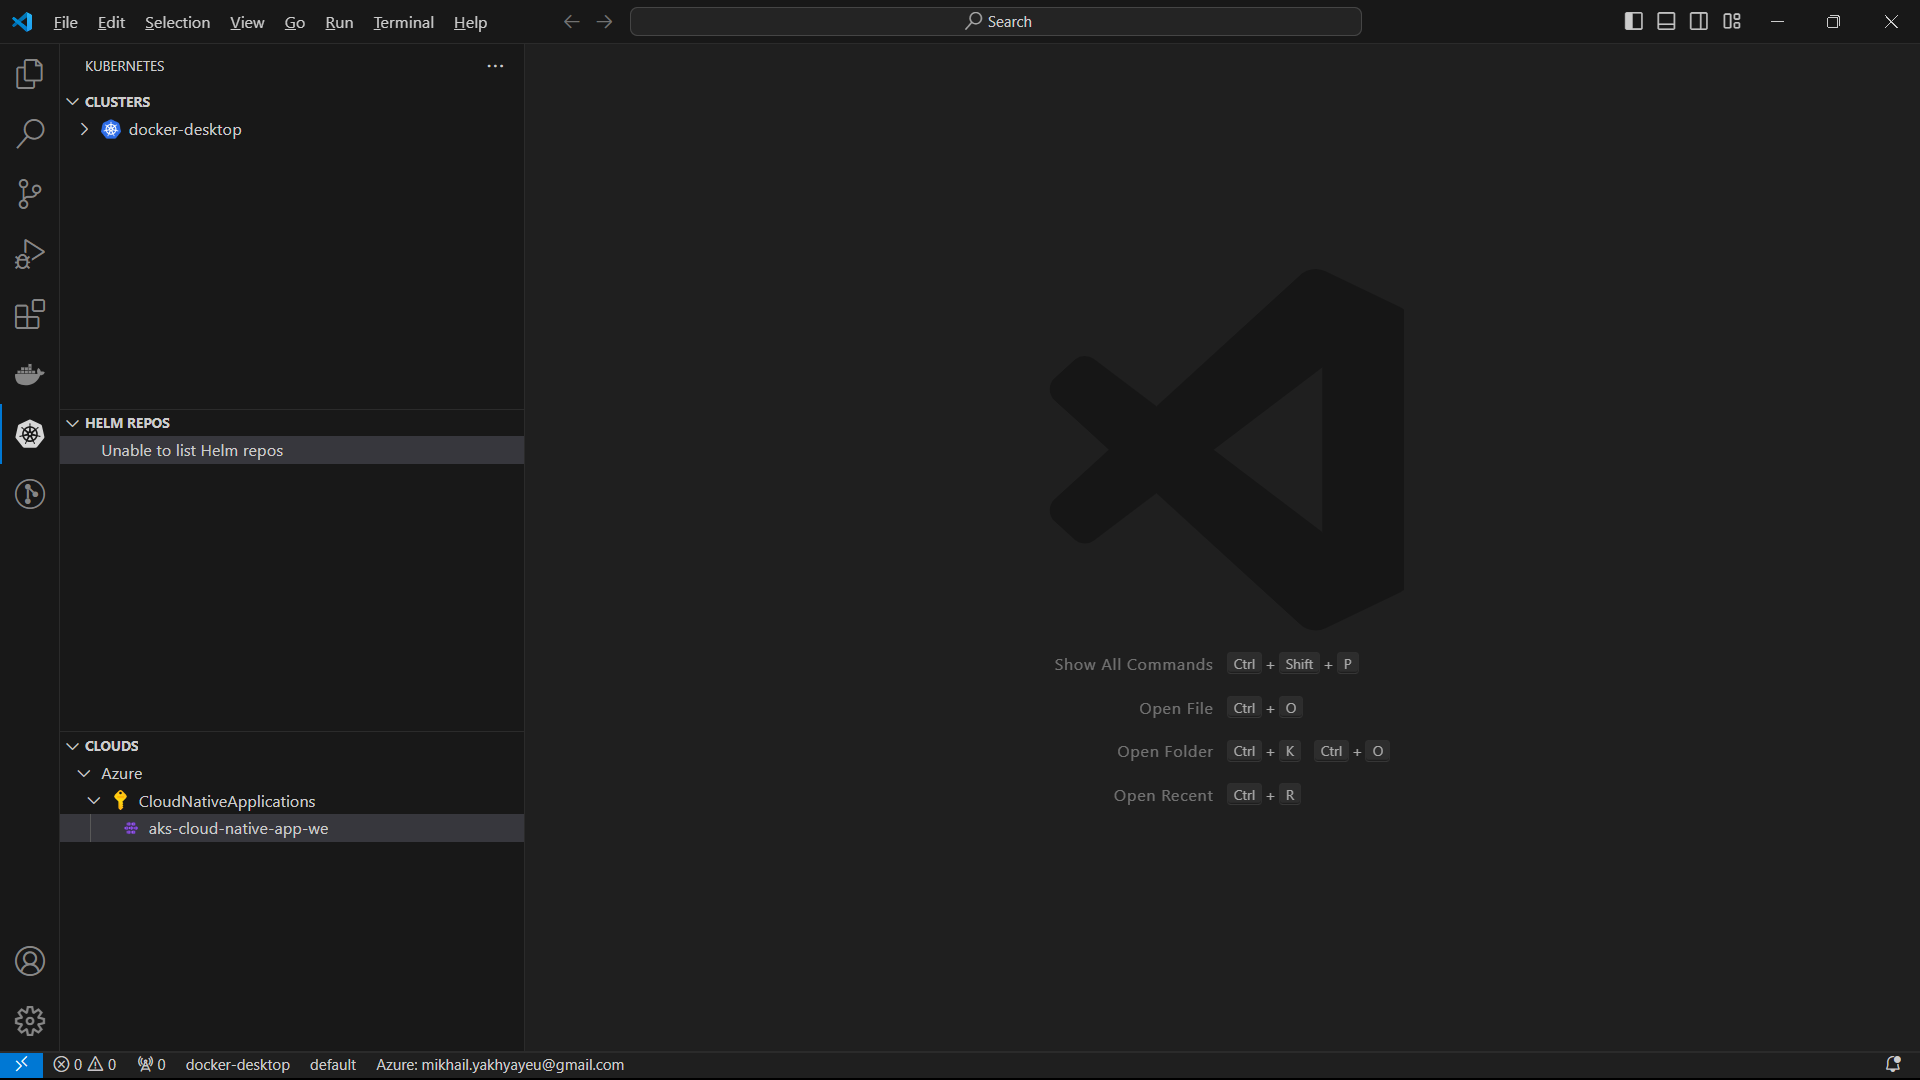 File Edit Selection View Go Run Terminal Help Search
KUBERNETES
CLUSTERS
docker-desktop
HELM REPOS
Unable to list Helm repos
Show All Commands Ctrl + Shift + P
Open File Ctrl + O
Open Folder Ctrl + K Ctrl + O
Open Recent Ctrl + R
CLOUDS
Azure
CloudNativeApplications
aks-cloud-native-app-we
0 0 0 docker-desktop default Azure: mikhail.yakhyayeu@gmail.com